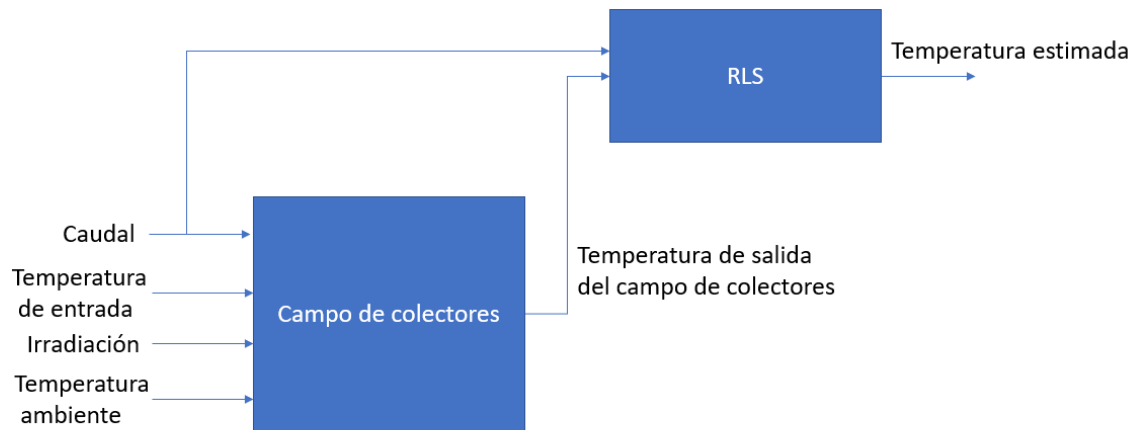 Temperatura estimada
RLS
Caudal
Temperatura
de entrada
Irradiación
Temperatura
ambiente
Campo de colectores
Temperatura de salida
del campo de colectores